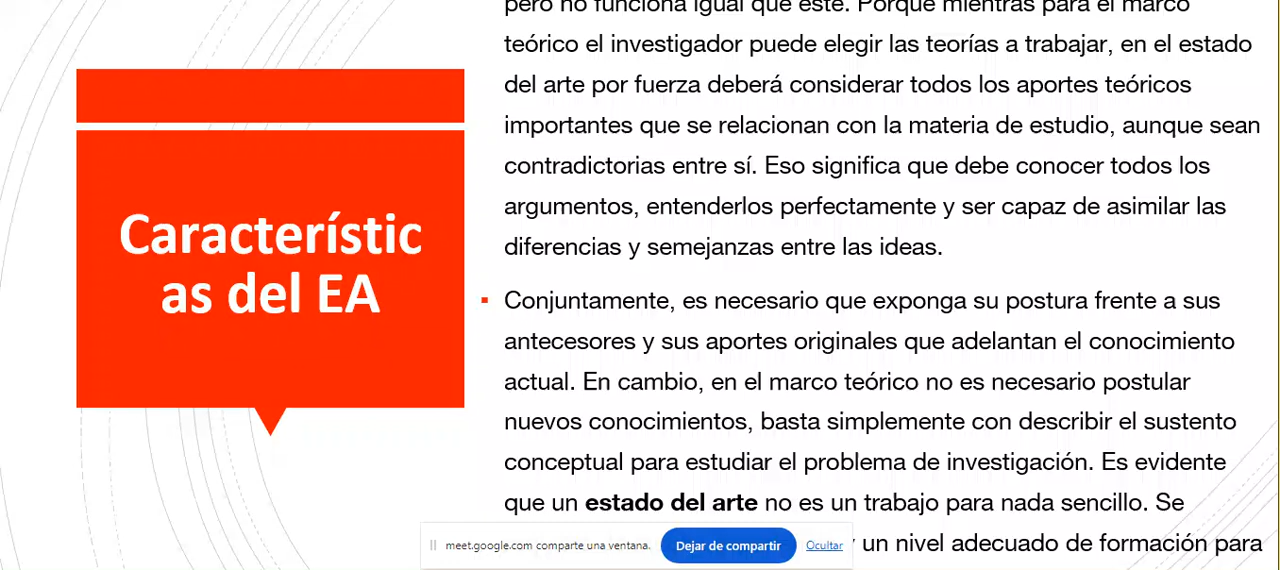 Característic
as del EA
pero no funciona igual que este. Porque mientras para el marco
teórico el investigador puede elegir las teorías a trabajar, en el estado
del arte por fuerza deberá considerar todos los aportes teóricos
importantes que se relacionan con la materia de estudio, aunque sean
contradictorias entre sí. Eso significa que debe conocer todos los
argumentos, entenderlos perfectamente y ser capaz de asimilar las
diferencias y semejanzas entre las ideas.
Conjuntamente, es necesario que exponga su postura frente a sus
antecesores y sus aportes originales que adelantan el conocimiento
actual. En cambio, en el marco teórico no es necesario postular
nuevos conocimientos, basta simplemente con describir el sustento
conceptual para estudiar el problema de investigación. Es evidente
que un estado del arte no es un trabajo para nada sencillo. Se
un nivel adecuado de formación para
meet.google.com comparte una ventana. Dejar de compartir Ocultar